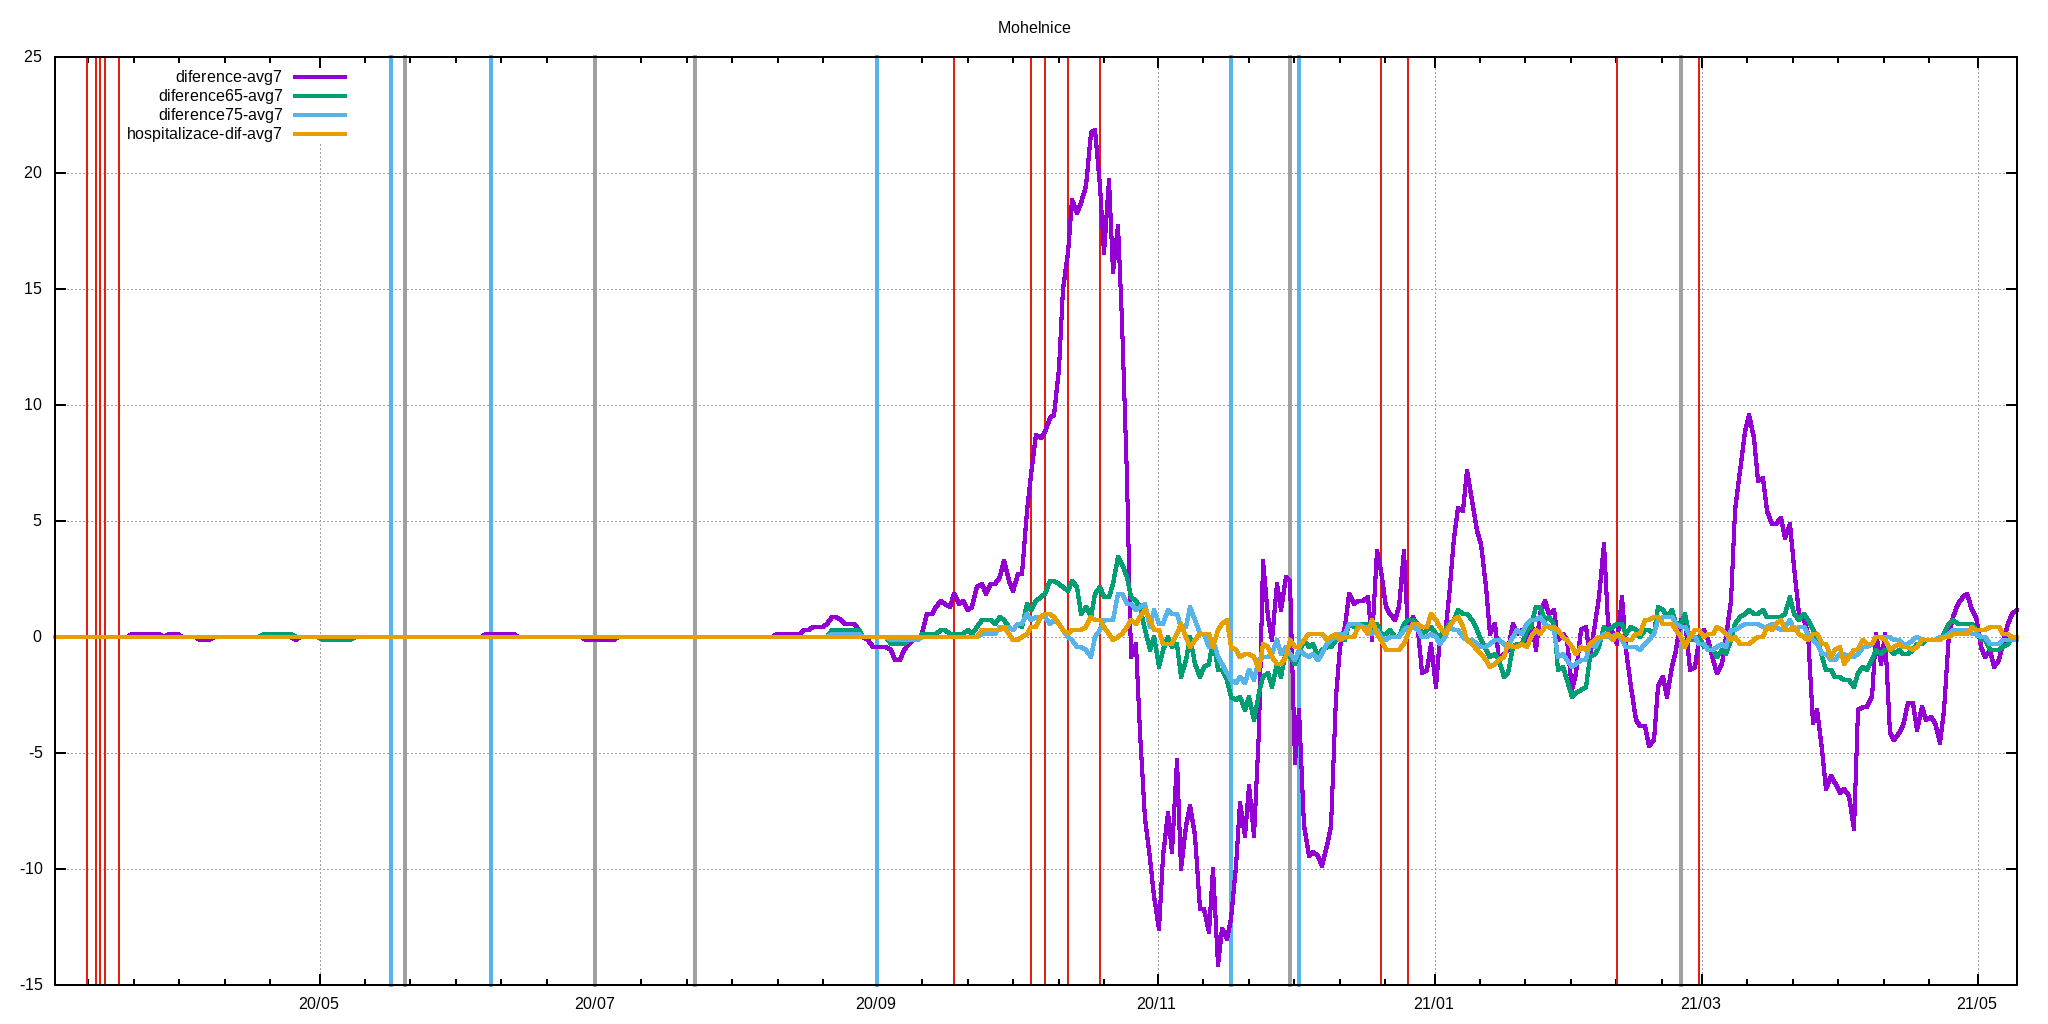 Mohelnice
25
diference-avg7
diference65-avg7
diference75-avg7
hospitalizace-dif-avg7
20
15
10
5
0
-5
-10
-15
20/05 20/07 20/09 20/11 21/01 21/03 21/05